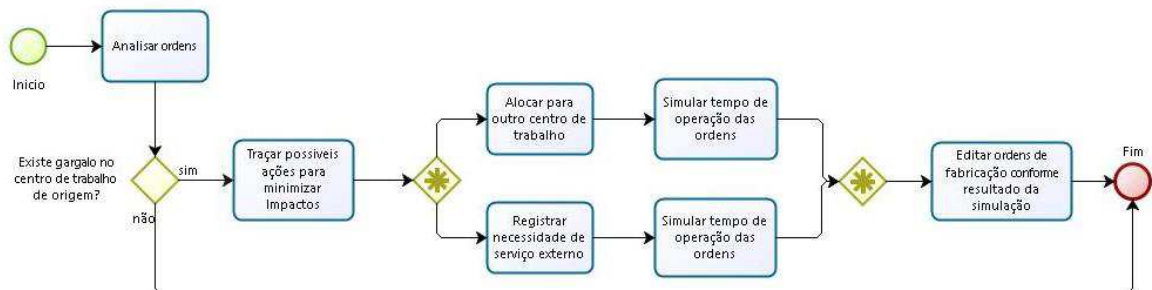 Inicio
Analisar ordens
Existe gargalo no
centro de trabalho
de origem?
sim
não
Traçar possiveis
ações para
minimizar
Impactos
Alocar para
outro centro de
trabalho
Simular tempo de
operação das
ordens
Registrar
necessidade de
serviço externo
Simular tempo de
operação das
ordens
Editar ordens de
fabricação conforme
resultado da
simulação
Fim